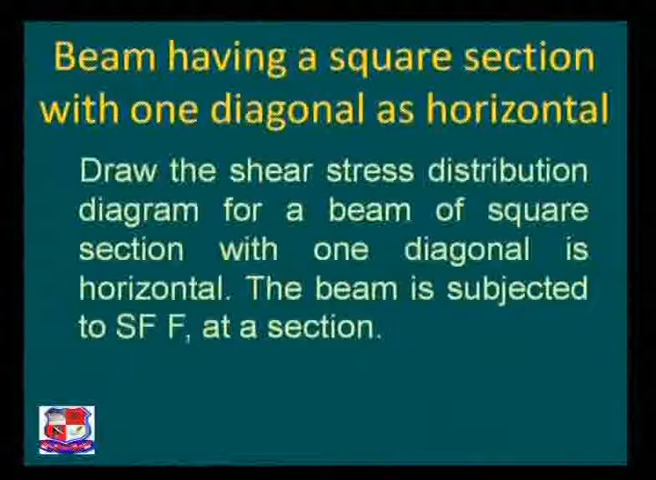 Beam having a square section
with one diagonal as horizontal
Draw the shear stress distribution
diagram for a beam of square
section with one diagonal is
horizontal. The beam is subjected
to SF F, at a section.